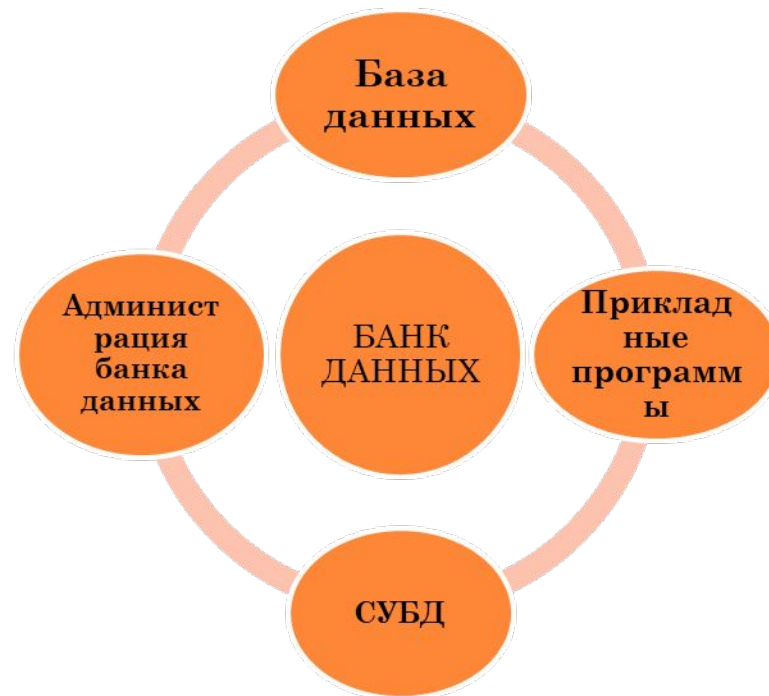 База
данных
Админист
рация
банка
данных
БАНК
ДАННЫХ
Приклад
ные
программ
ы
СУБД